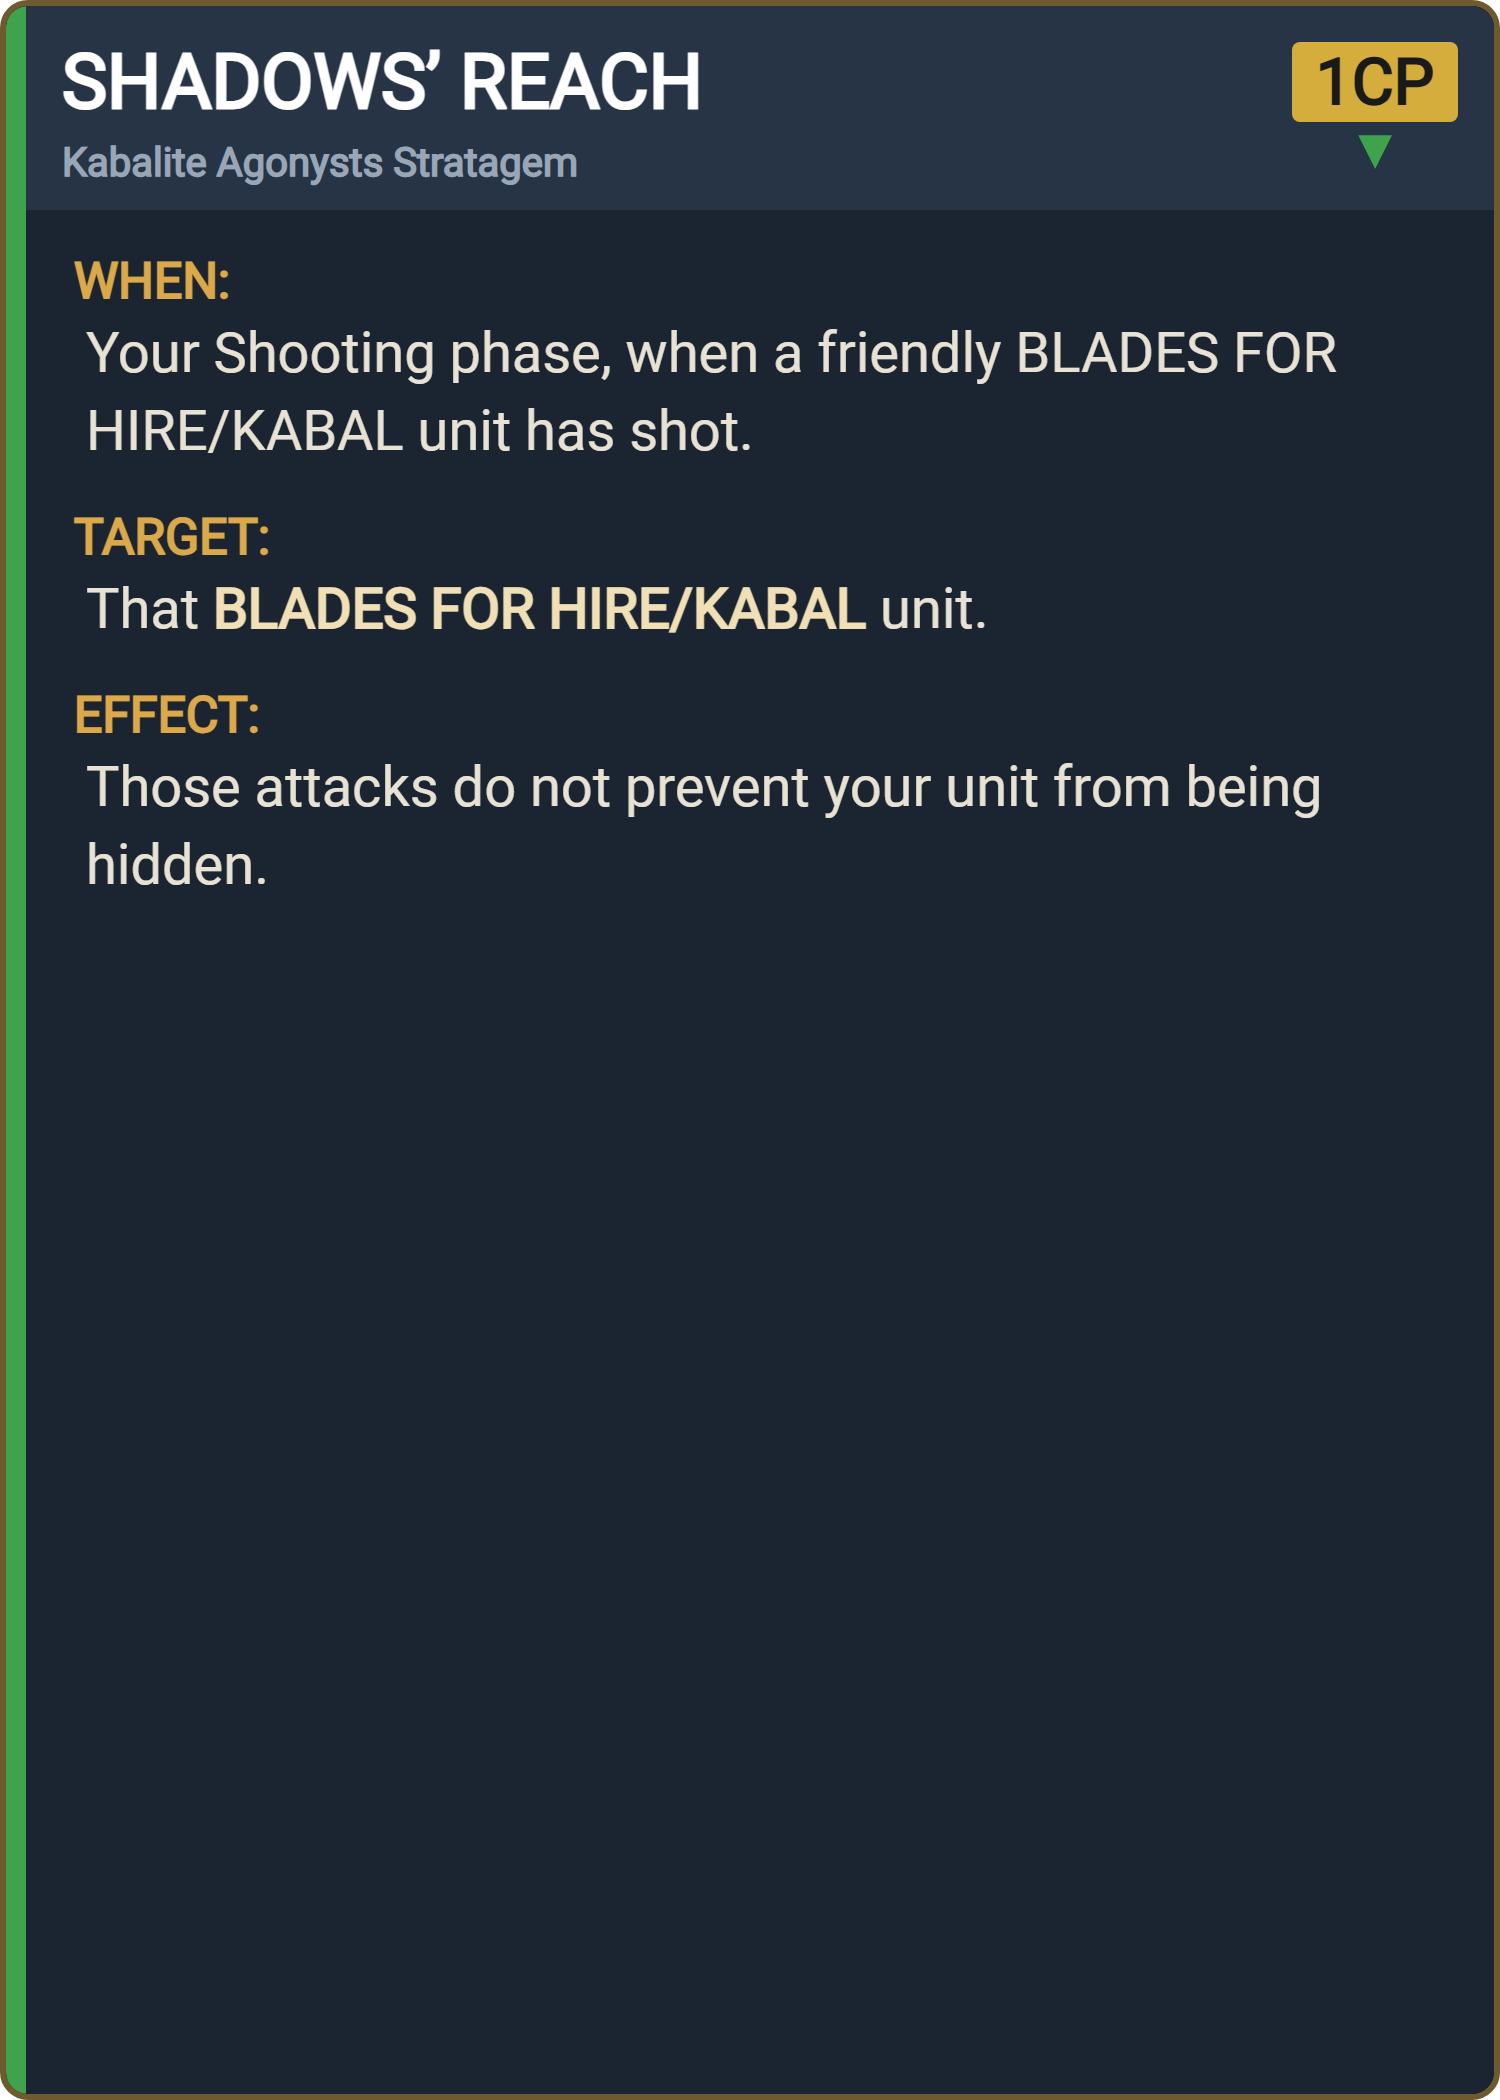 SHADOWS’ REACH
1CP
Kabalite Agonysts Stratagem
WHEN:
Your Shooting phase, when a friendly BLADES FOR
HIRE/KABAL unit has shot.
TARGET:
That BLADES FOR HIRE/KABAL unit.
EFFECT:
Those attacks do not prevent your unit from being
hidden.